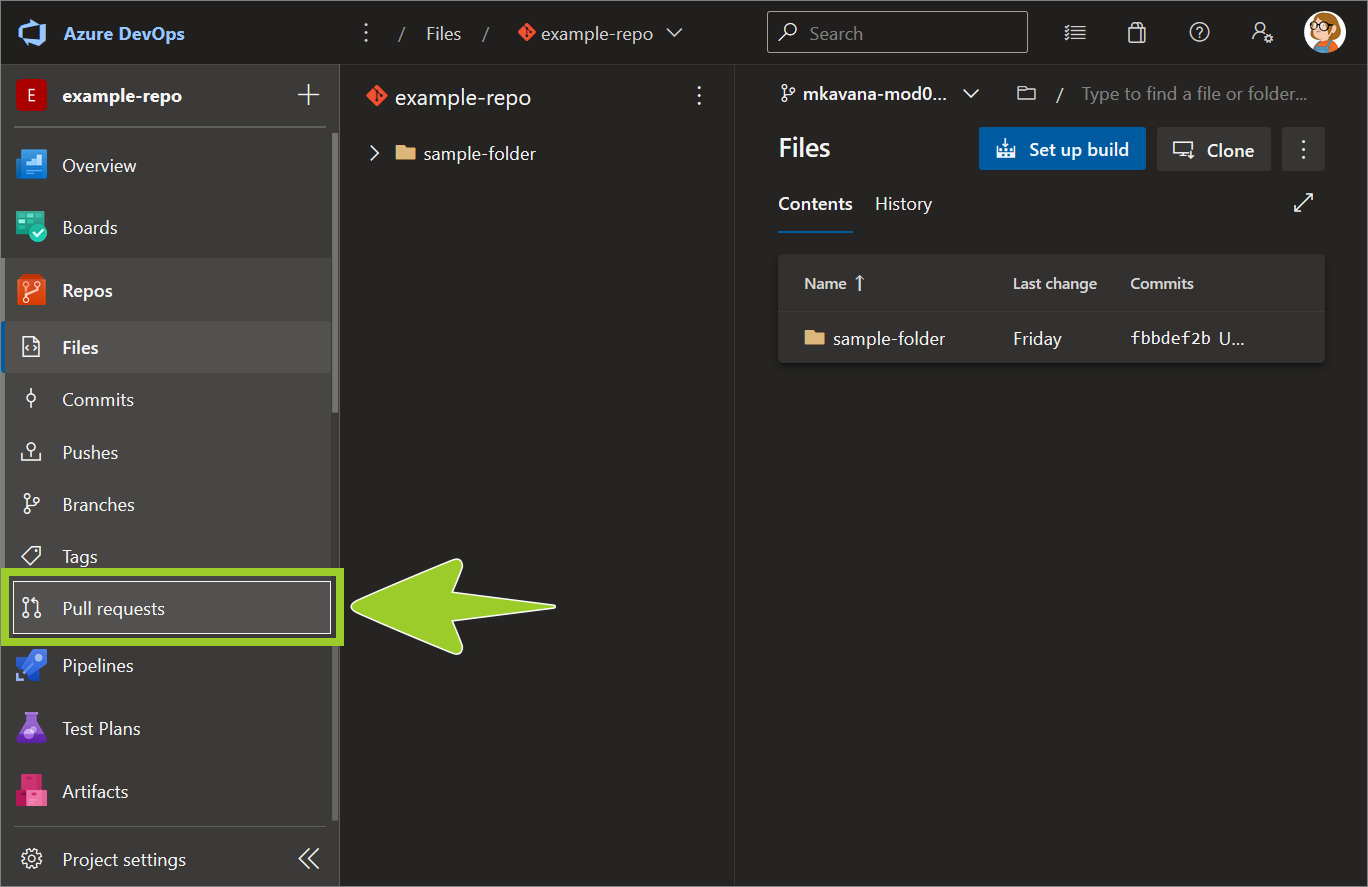 Azure DevOps
/ Files / example-repo
Search
E example-repo
Overview
Boards
Repos
Files
Commits
Pushes
Branches
Tags
Pull requests
Pipelines
Test Plans
Artifacts
Project settings
example-repo
sample-folder
mkavana-mod0...
/ Type to find a file or folder...
Files
Set up build
Clone
Contents History
Name ↑ Last change Commits
sample-folder Friday fbbdef2b U...